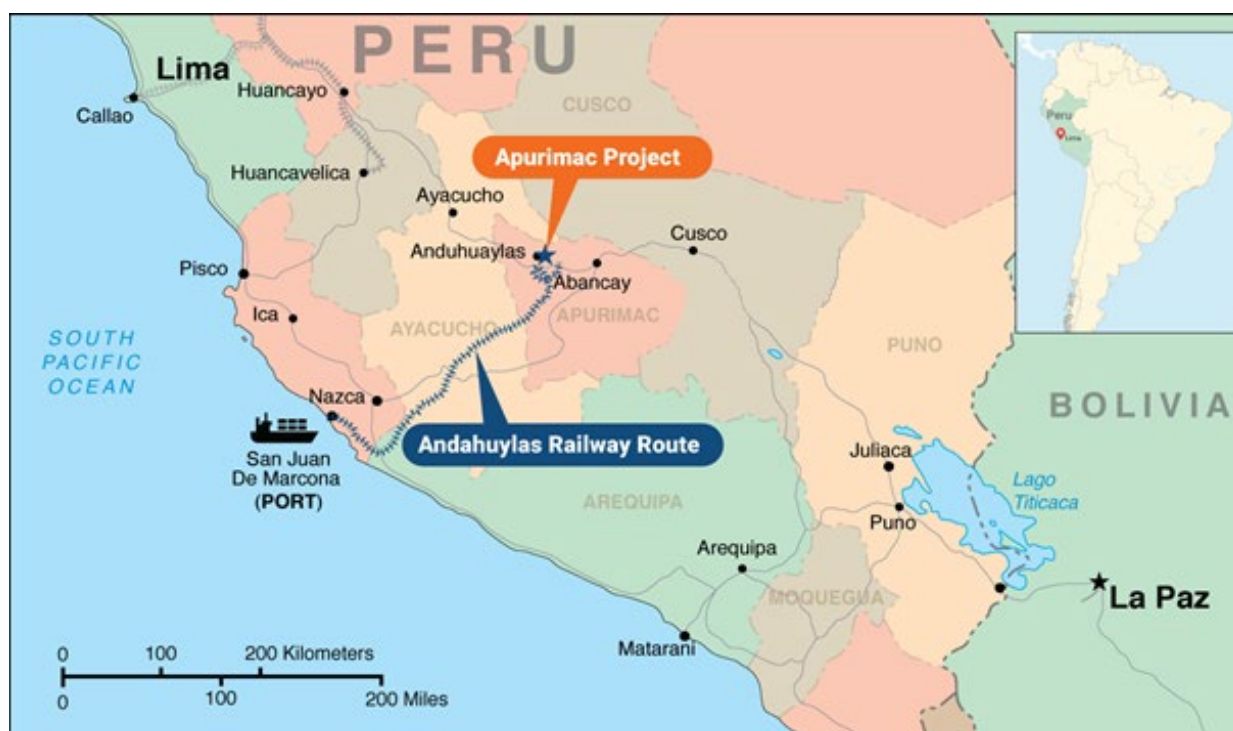 PERU
Lima
Callao
Huancayo
CUSCO
Huancavelica
Apurimac Project
Ayacucho
Anduhuaylas
Cusco
Abancay
Pisco
Ica
AYACUCHO
APURIMAC
SOUTH
PACIFIC
OCEAN
PUNO
Nazca
BOLIVIA
Andahuylas Railway Route
San Juan
De Marcona
(PORT)
Juliaca
Lago
Titicaca
AREQUIPA
Puno
Arequipa
MOQUEGUA
La Paz
Matarani
0 100 200 Kilometers
0 100 200 Miles
Peru
Lima